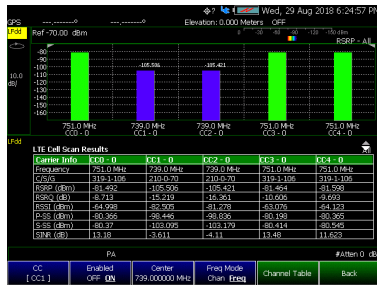 Wed, 29 Aug 2018 6:24:57 PM
GPS --,------° ---,------° Elevation: 0.000 Meters OFF
LFdd Ref -70.00 dBm
0 -30 -60 -90 -120 -150 dBm
RSRP - All
-80
-90
-100
-110
-120
-130
-140
-150
-160
10.0
dB/
-105.506 -105.421
751.0 MHz 739.0 MHz 739.0 MHz 751.0 MHz 751.0 MHz
CC0 - 0 CC1 - 0 CC2 - 0 CC3 - 0 CC4 - 0
LFdd
LTE Cell Scan Results
Carrier Info CC0 - 0 CC1 - 0 CC2 - 0 CC3 - 0 CC4 - 0
Frequency 751.0 MHz 739.0 MHz 739.0 MHz 751.0 MHz 751.0 MHz
C/S/G 319-1-106 210-0-70 210-0-70 319-1-106 319-1-106
RSRP (dBm) -81.492 -105.506 -105.421 -81.464 -81.598
RSRQ (dB) -8.713 -15.219 -16.361 -10.606 -9.693
RSSI (dBm) -64.998 -82.505 -81.278 -63.076 -64.123
P-SS (dBm) -80.366 -98.446 -98.836 -80.198 -80.365
S-SS (dBm) -80.37 -103.095 -103.179 -80.414 -80.545
SINR (dB) 13.18 -3.611 -4.11 13.48 11.623
PA #Atten 0 dB
CC Enabled Center Freq Mode Channel Table Back
[ CC1 ] OFF ON 739.000000 MHz Chan Freq